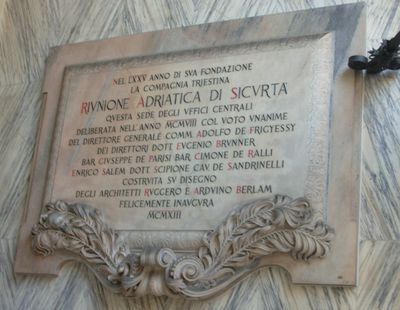 NEL LXXV ANNO DI SVA FONDAZIONE
LA COMPAGNIA TRIESTINA
RIVNIONE ADRIATICA DI SICVRTA
QVESTA SEDE DEGLI VFFICI CENTRALI
DELIBERATA NELL'ANNO MCMVIII COL VOTO VNANIME
DEL DIRETTORE GENERALE COMM. ADOLFO DE FRIGYESSY
DEI DIRETTORI DOTT. EVGENIO BRVNNER
BAR. GIVSEPPE DE PARISI BAR. CIMONE DE RALLI
ENRICO SALEM DOTT. SCIPIONE CAV. DE SANDRINELLI
COSTRVITA SV DISEGNO
DEGLI ARCHITETTI RVGGERO E ARDVINO BERLAM
FELICEMENTE INAVGVRA
MCMXIII